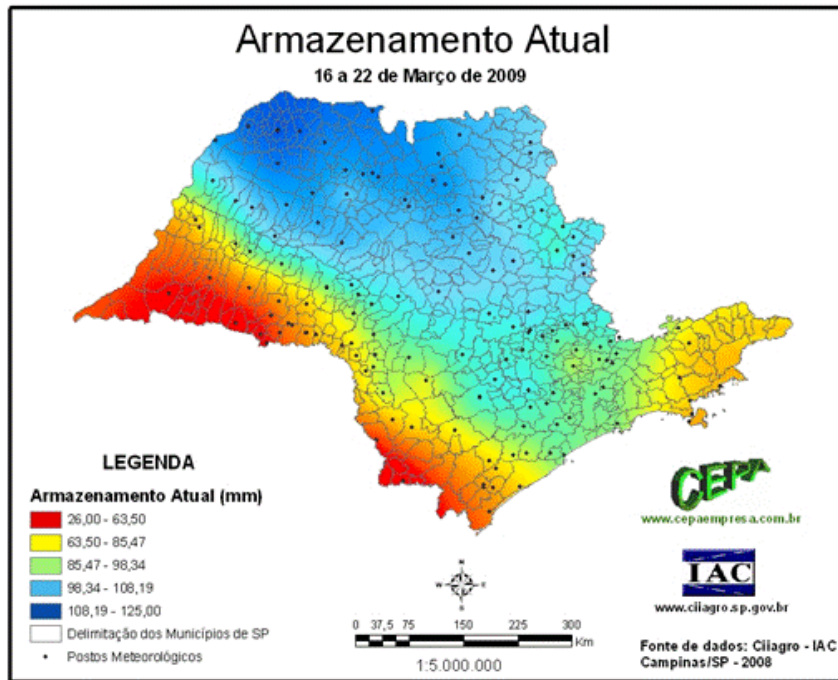 Armazenamento Atual
16 a 22 de Março de 2009
LEGENDA
Armazenamento Atual (mm)
26,00 - 63,50
63,50 - 85,47
85,47 - 98,34
98,34 - 108,19
108,19 - 125,00
Delimitação dos Municípios de SP
Postos Meteorológicos
N
W E
S
0 37,5 75 150 225 300
Km
1:5.000.000
CEPA
www.cepaempresa.com.br
IAC
www.ciiagro.sp.gov.br
Fonte de dados: Ciiagro - IAC
Campinas/SP - 2008